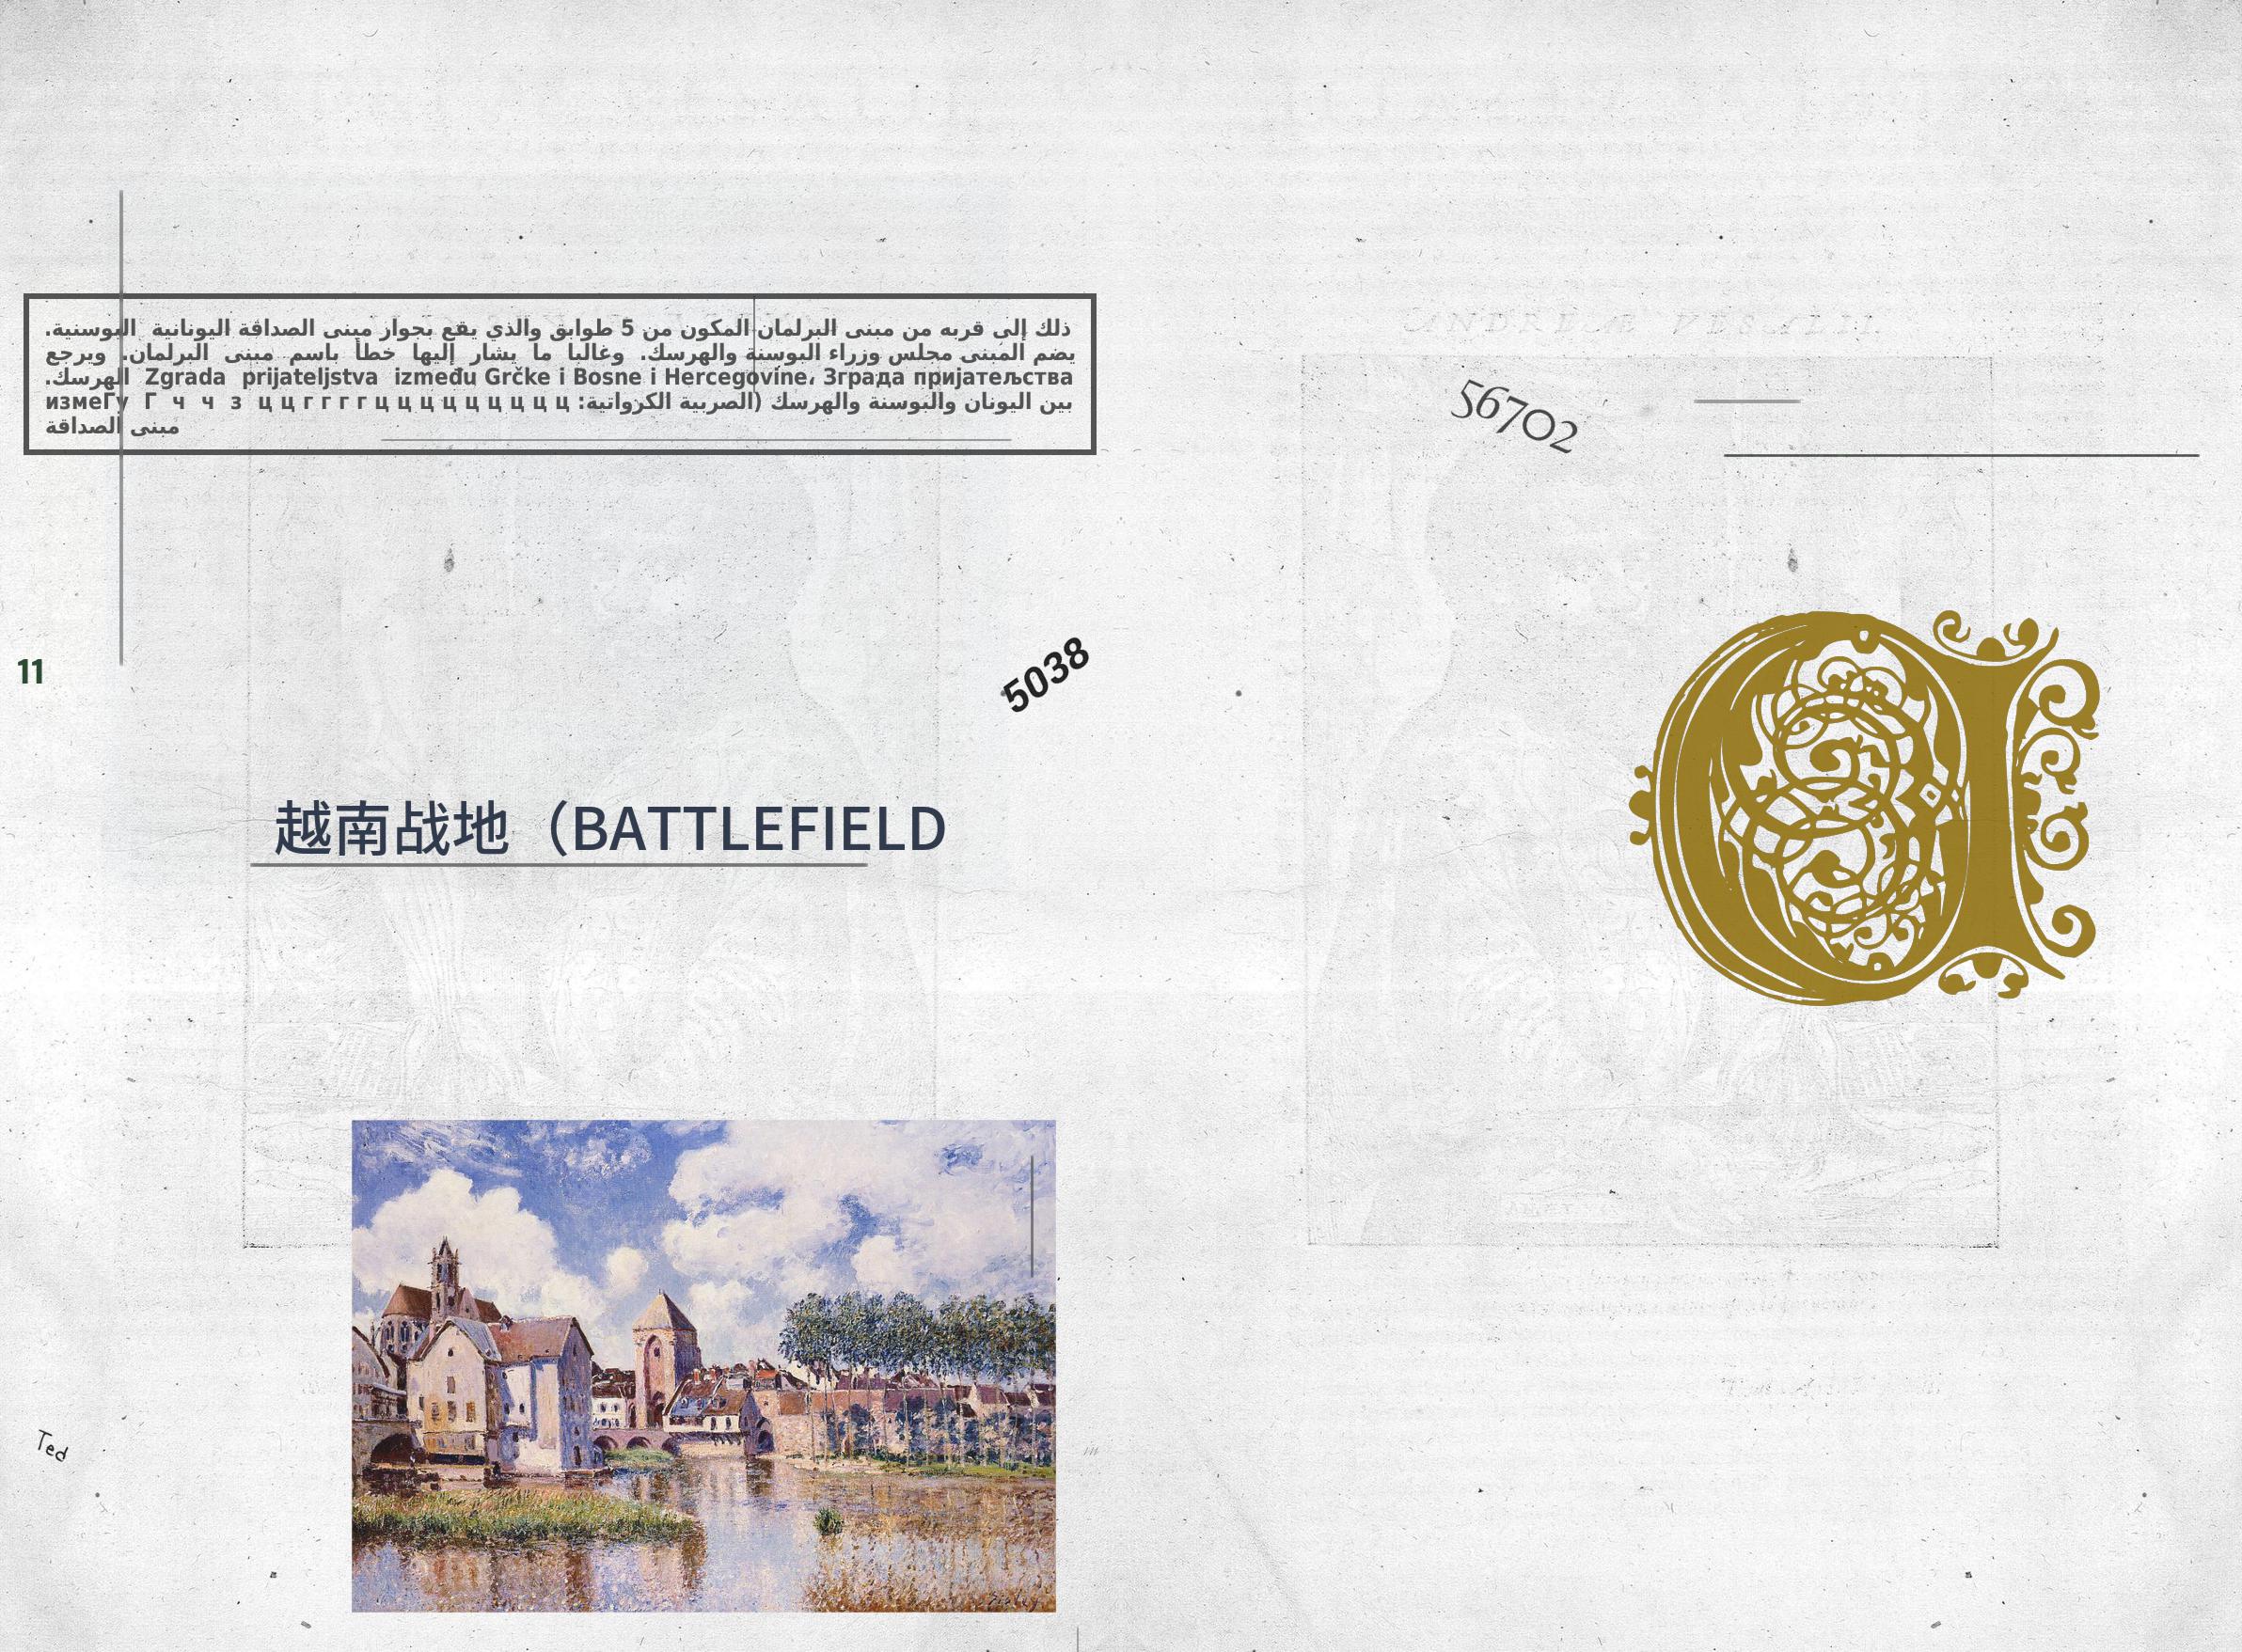 ذلك إلى قربه من مبنى البرلمان المكون من 5 طوابق والذي يقع بجوار مبنى الصداقة اليونانية البوسنية.
يضم المبنى مجلس وزراء البوسنة والهرسك. وغالبا ما يشار إليها خطأ باسم مبنى البرلمان. ويرجع
الهرسك. Zgrada prijateljstva između Grčke i Bosne i Hercegovine، Зграда пријатељства
измеГу Г ч ч з ц ц г г г г ц ц ц ц ц ц ц ц ц :بين اليونان والبوسنة والهرسك (الصربية الكرواتية
مبنى الصداقة
56702
11
5038
越南战地（BATTLEFIELD
Ted